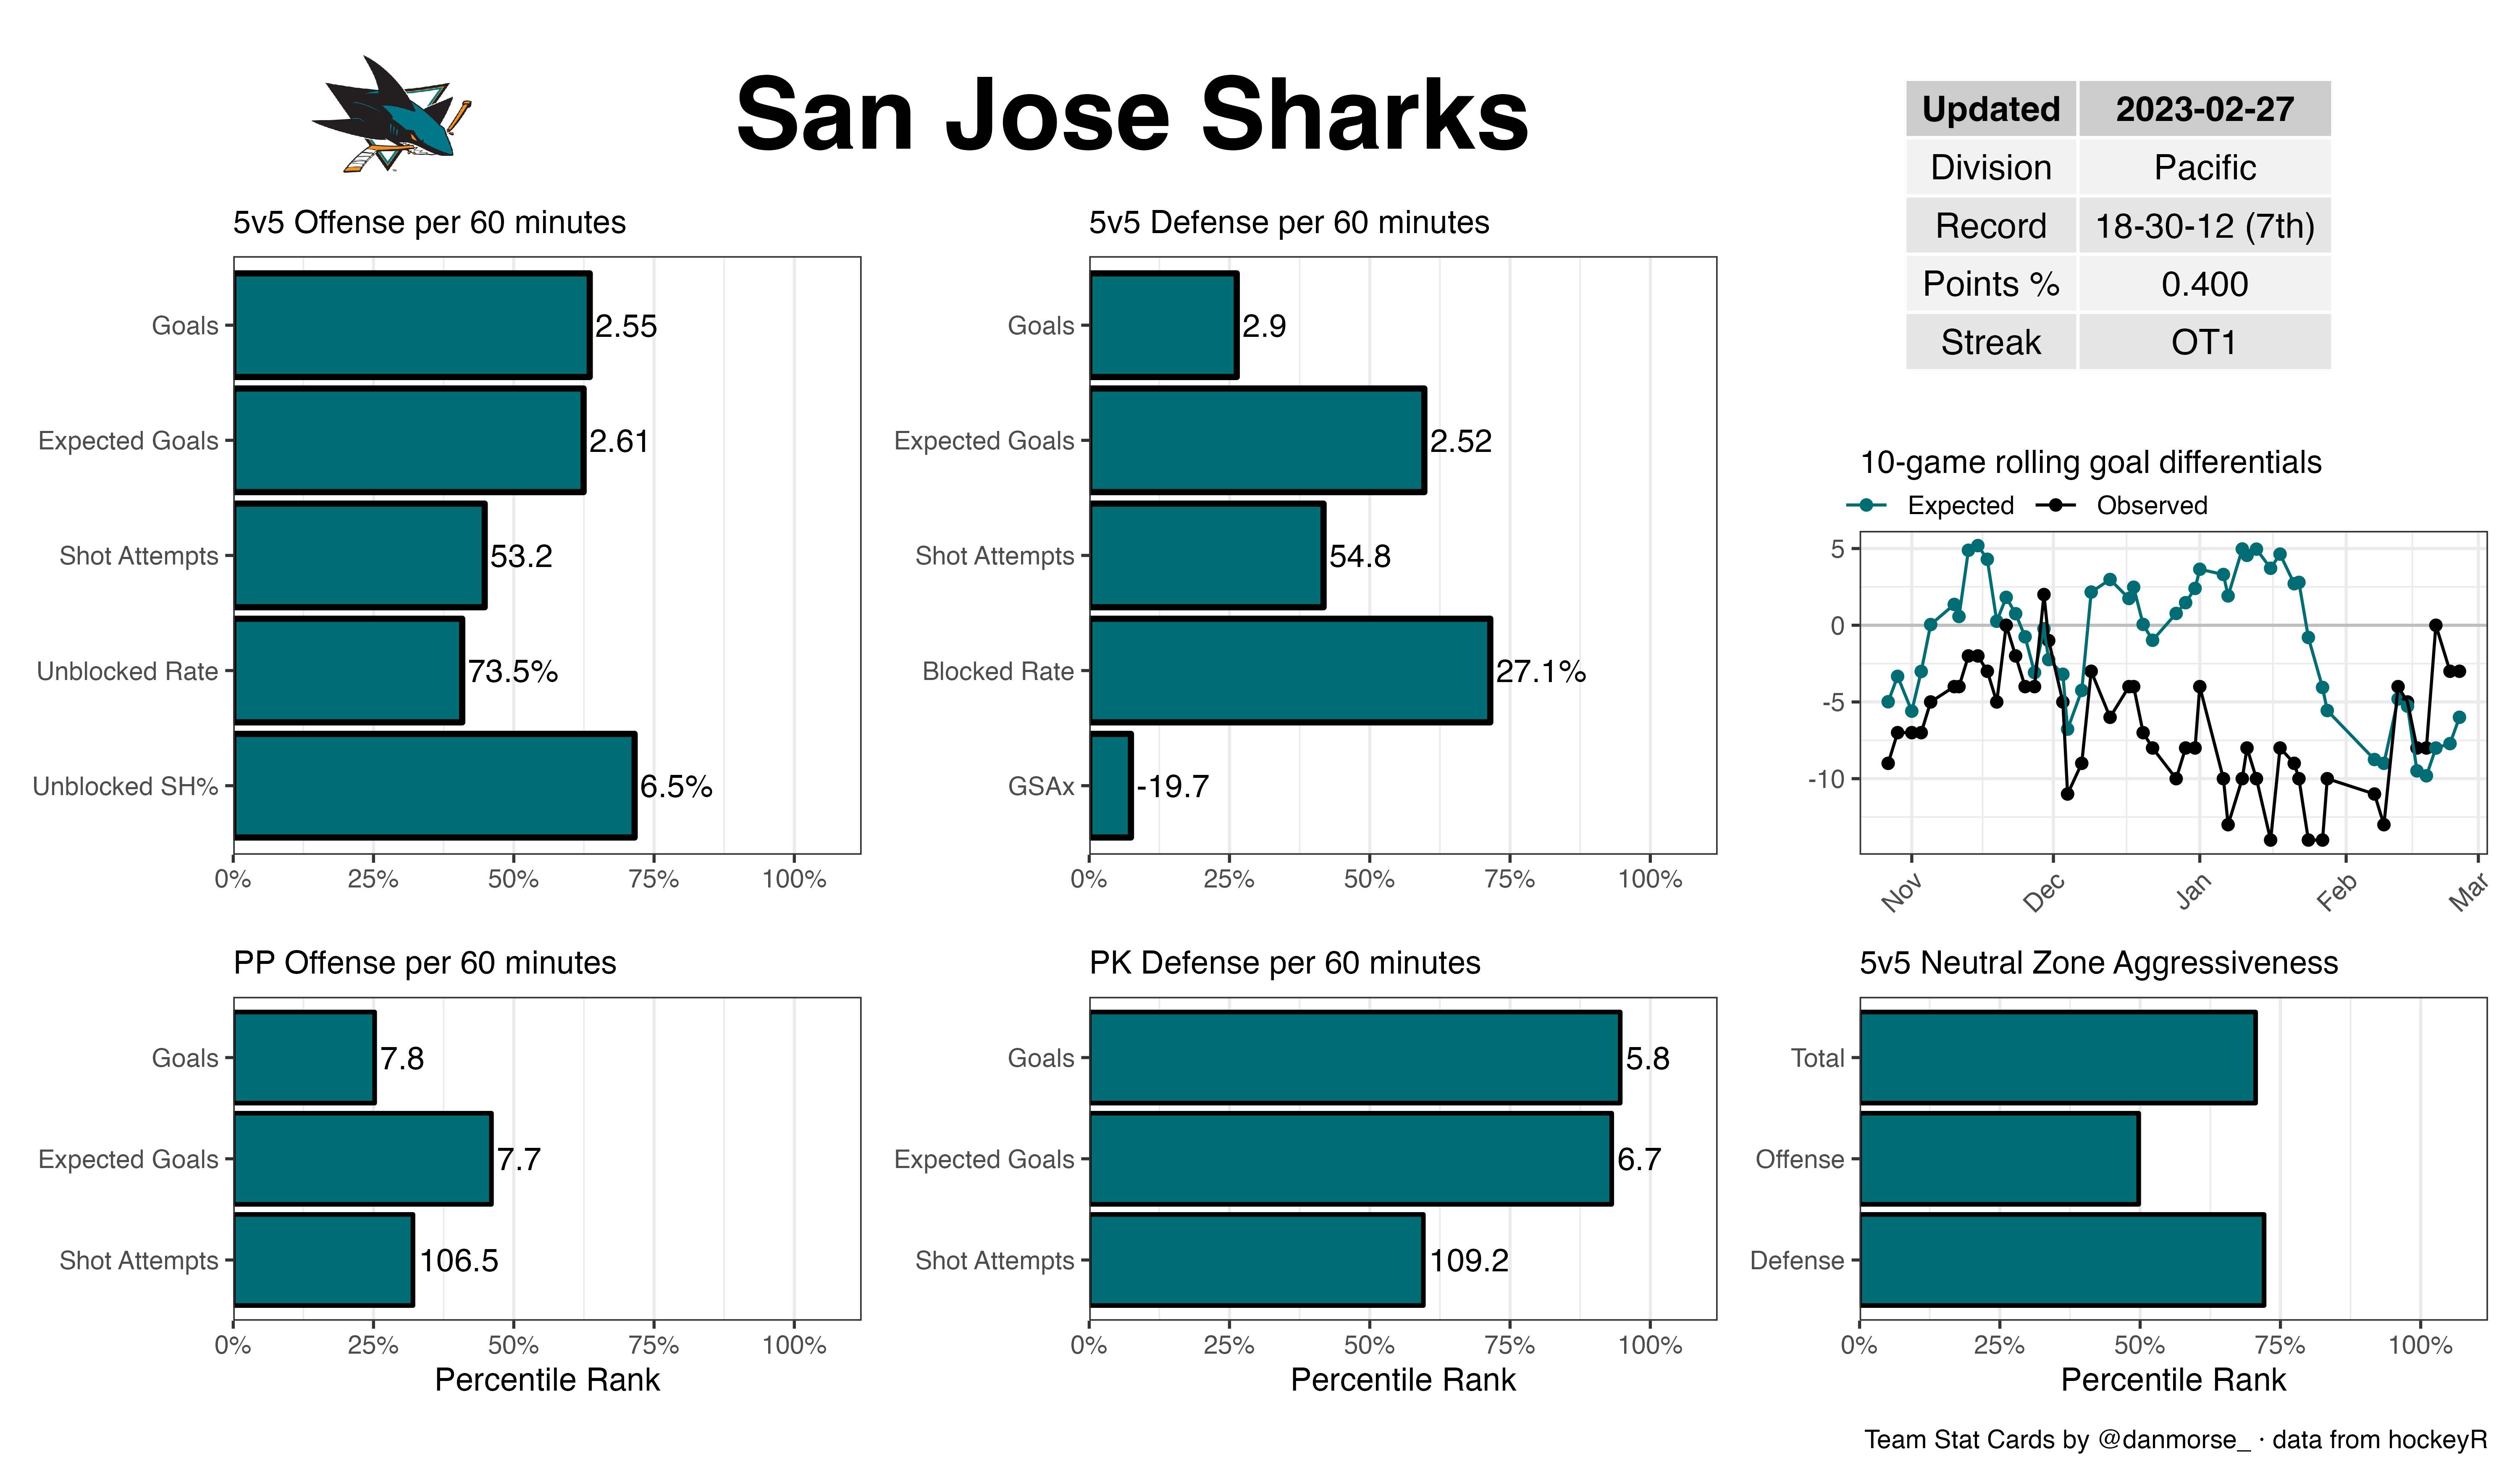 San Jose Sharks
Updated 2023-02-27
Division Pacific
Record 18-30-12 (7th)
Points % 0.400
Streak OT1
5v5 Offense per 60 minutes
Goals 2.55
Expected Goals 2.61
Shot Attempts 53.2
Unblocked Rate 73.5%
Unblocked SH% 6.5%
0% 25% 50% 75% 100%
5v5 Defense per 60 minutes
Goals 2.9
Expected Goals 2.52
Shot Attempts 54.8
Blocked Rate 27.1%
GSAx -19.7
0% 25% 50% 75% 100%
10-game rolling goal differentials
Expected Observed
5
0
-5
-10
Nov Dec Jan Feb Mar
PP Offense per 60 minutes
Goals 7.8
Expected Goals 7.7
Shot Attempts 106.5
0% 25% 50% 75% 100%
Percentile Rank
PK Defense per 60 minutes
Goals 5.8
Expected Goals 6.7
Shot Attempts 109.2
0% 25% 50% 75% 100%
Percentile Rank
5v5 Neutral Zone Aggressiveness
Total
Offense
Defense
0% 25% 50% 75% 100%
Percentile Rank
Team Stat Cards by @danmorse_ · data from hockeyR